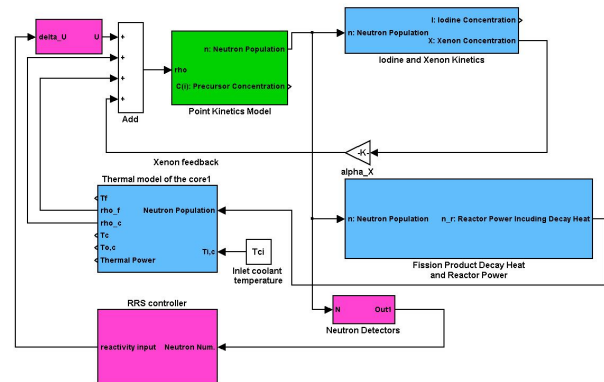 delta_U
U
+
+
+
+
Add
rho
n: Neutron Population
C(i): Precursor Concentration
Point Kinetics Model
n: Neutron Population
I: Iodine Concentration
X: Xenon Concentration
Iodine and Xenon Kinetics
-K-
alpha_X
Xenon feedback
Thermal model of the core1
Tf
rho_f
rho_c
Tc
To,c
Thermal Power
Neutron Population
Ti,c
Tci
Inlet coolant
temperature
n: Neutron Population
n_r: Reactor Power Incuding Decay Heat
Fission Product Decay Heat
and Reactor Power
RRS controller
reactivity input
Neutron Num.
N
Out1
Neutron Detectors